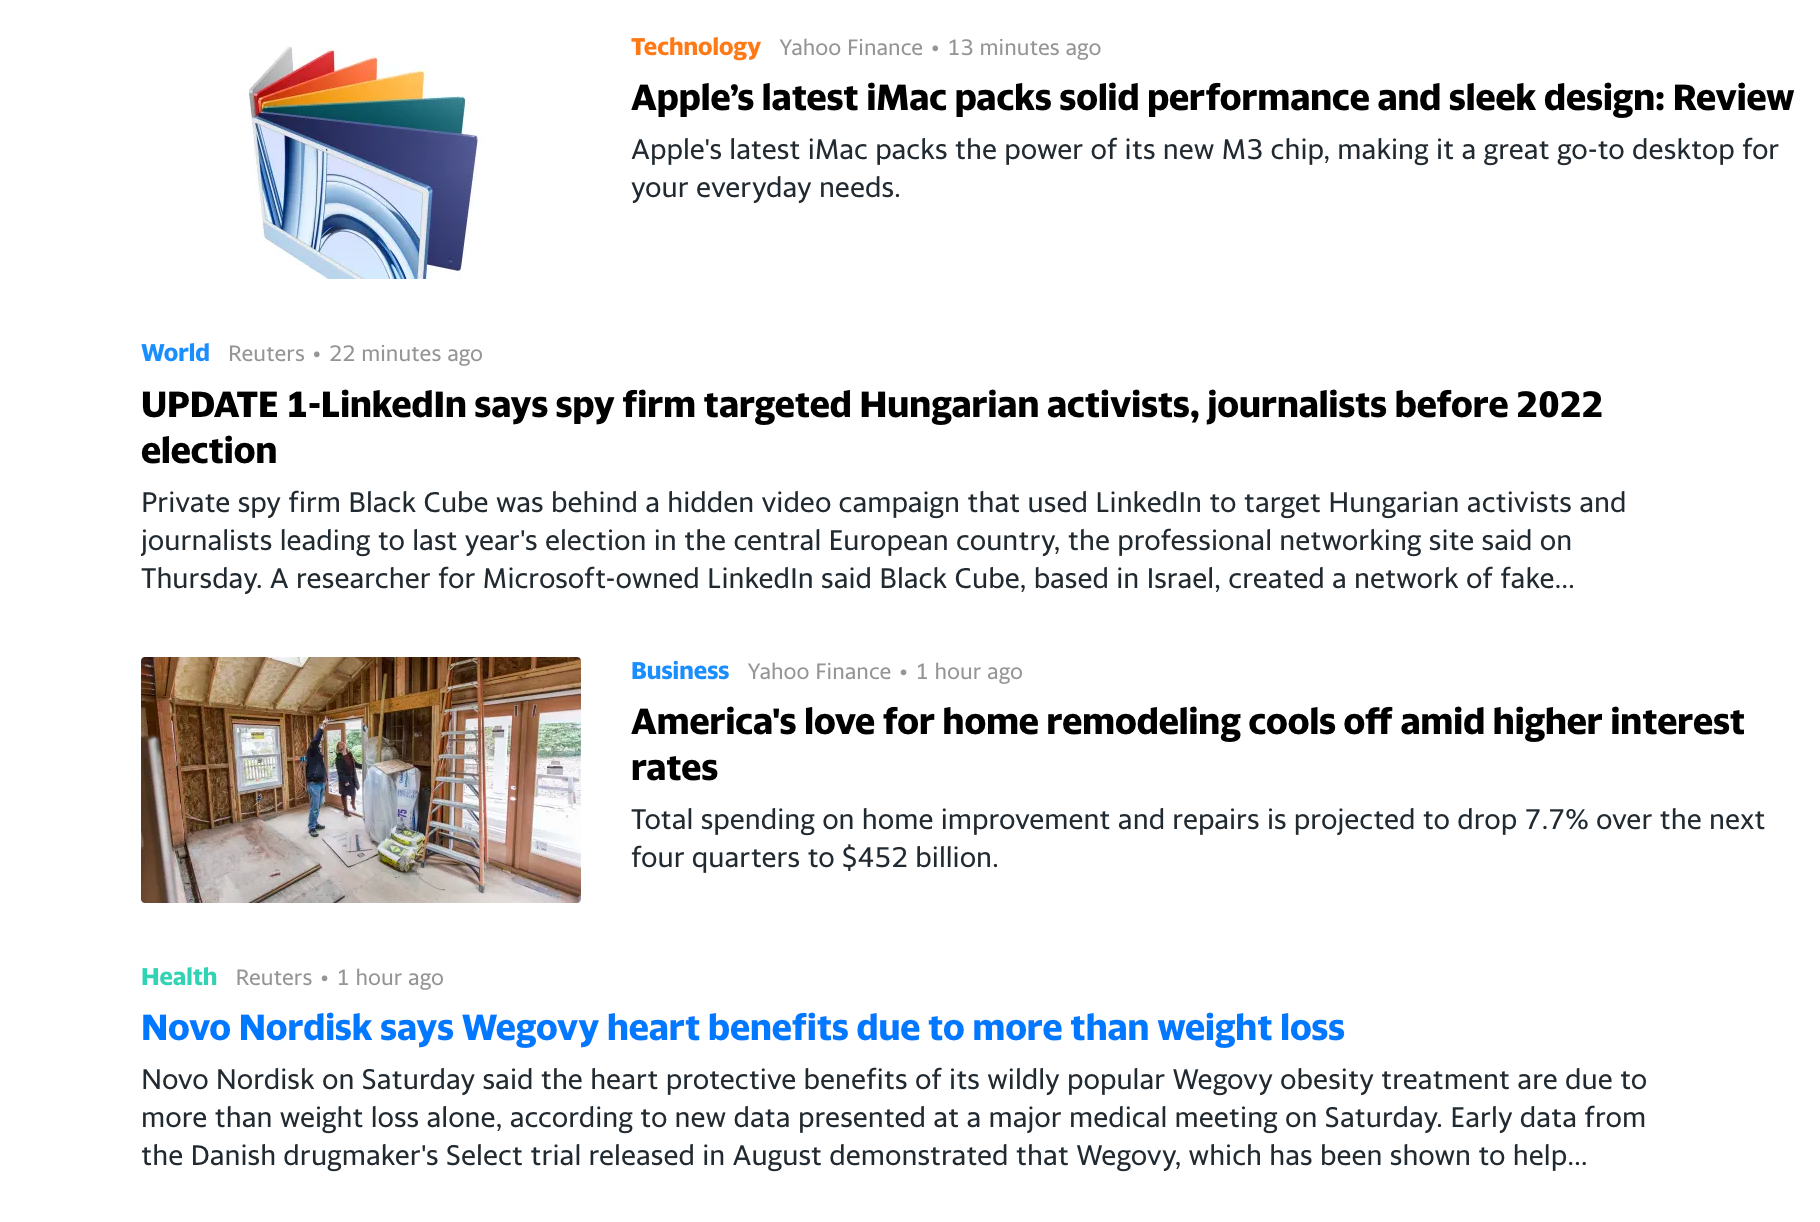 Technology Yahoo Finance • 13 minutes ago
Apple’s latest iMac packs solid performance and sleek design: Review
Apple's latest iMac packs the power of its new M3 chip, making it a great go-to desktop for
your everyday needs.
World Reuters • 22 minutes ago
UPDATE 1-LinkedIn says spy firm targeted Hungarian activists, journalists before 2022
election
Private spy firm Black Cube was behind a hidden video campaign that used LinkedIn to target Hungarian activists and
journalists leading to last year's election in the central European country, the professional networking site said on
Thursday. A researcher for Microsoft-owned LinkedIn said Black Cube, based in Israel, created a network of fake...
Business Yahoo Finance • 1 hour ago
America's love for home remodeling cools off amid higher interest
rates
Total spending on home improvement and repairs is projected to drop 7.7% over the next
four quarters to $452 billion.
Health Reuters • 1 hour ago
Novo Nordisk says Wegovy heart benefits due to more than weight loss
Novo Nordisk on Saturday said the heart protective benefits of its wildly popular Wegovy obesity treatment are due to
more than weight loss alone, according to new data presented at a major medical meeting on Saturday. Early data from
the Danish drugmaker's Select trial released in August demonstrated that Wegovy, which has been shown to help...